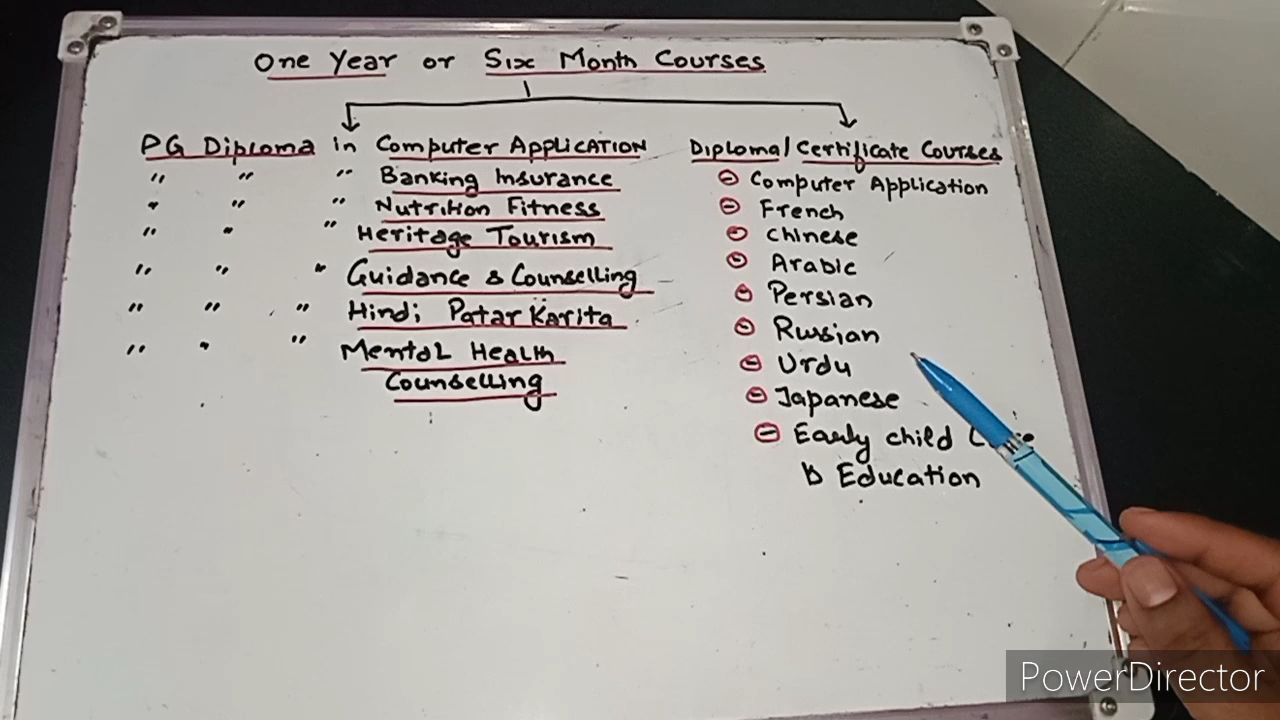 One Year or Six Month Courses
PG Diploma in Computer Application
" " " Banking Insurance
" " " Nutrition Fitness
" " " Heritage Tourism
" " " Guidance & Counselling
" " " Hindi PatarKarita
" " " Mental Health
Counselling
Diploma/Certificate Courses
Computer Application
French
Chinese
Arabic
Persian
Russian
Urdu
Japanese
Early child
& Education
PowerDirector